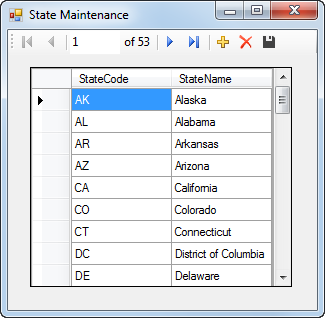 State Maintenance
1 of 53
StateCode StateName
AK Alaska
AL Alabama
AR Arkansas
AZ Arizona
CA California
CO Colorado
CT Connecticut
DC District of Columbia
DE Delaware